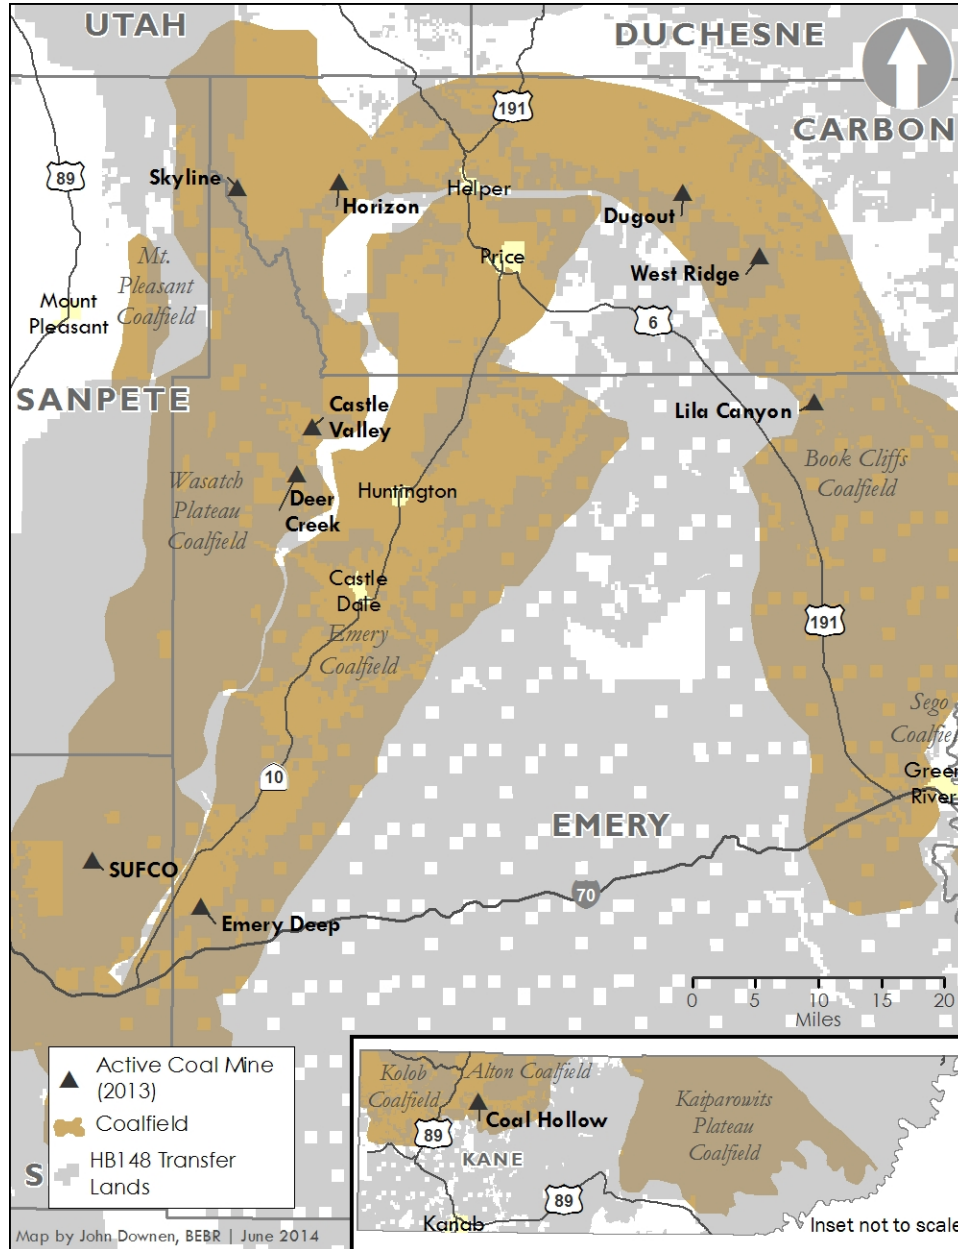 UTAH
DUCHESNE
191
CARBON
89
Skyline
Horizon
Helper
Dugout
Mt.
Pleasant
Coalfield
Price
West Ridge
Mount
Pleasant
6
SANPETE
Castle
Valley
Lila Canyon
Book Cliffs
Coalfield
Wasatch
Plateau
Coalfield
Deer
Creek
Huntington
Castle
Dale
Emery
Coalfield
191
Sego
Coalfiel
10
Green
River
EMERY
SUFCO
70
Emery Deep
0 5 10 15 20
Miles
Active Coal Mine
(2013)
Coalfield
HB148 Transfer
Lands
S
Kolob
Coalfield
Alton Coalfield
Coal Hollow
Kaiparowits
Plateau
Coalfield
89
KANE
89
Kanab
Inset not to scale
Map by John Downen, BEBR | June 2014